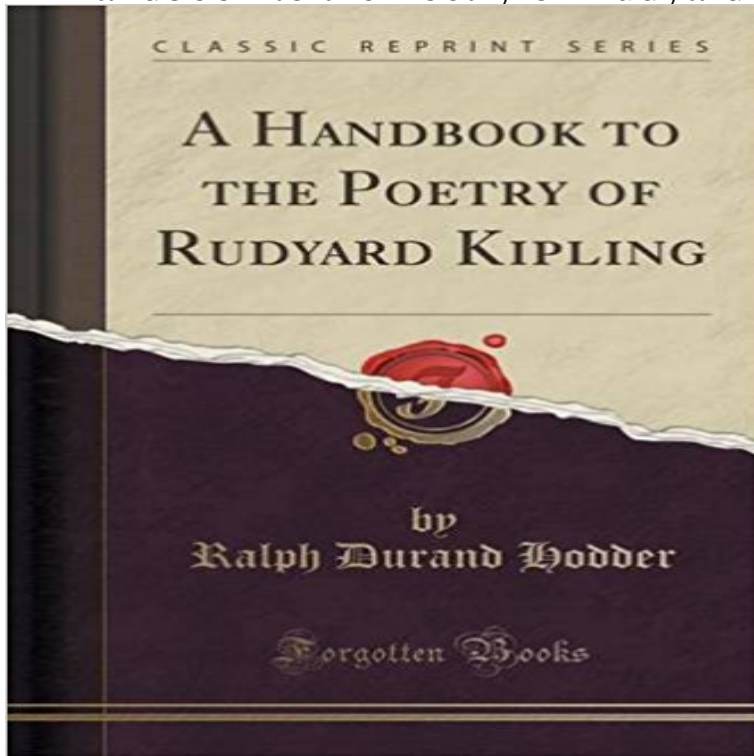 CLASSIC REPRINT SERIES
A HANDBOOK TO
THE POETRY OF
RUDYARD KIPLING
by
Ralph Durand Hodder
Forgotten Books